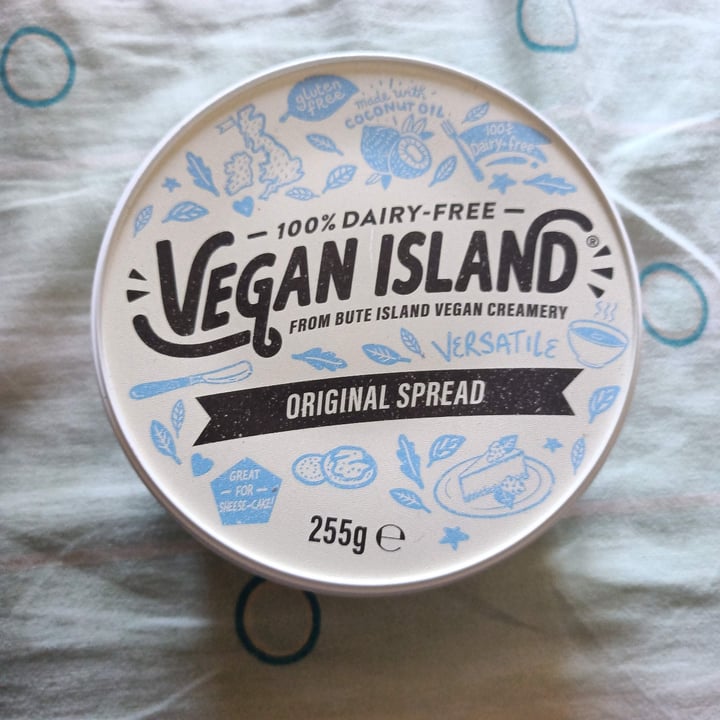 gluten
free
made with
COCONUT OIL
100%
Dairy-free
100% DAIRY-FREE
VEGAN ISLAND®
FROM BUTE ISLAND VEGAN CREAMERY
VERSATILE
ORIGINAL SPREAD
GREAT
FOR
SHEESE-CAKE!
255g ℮